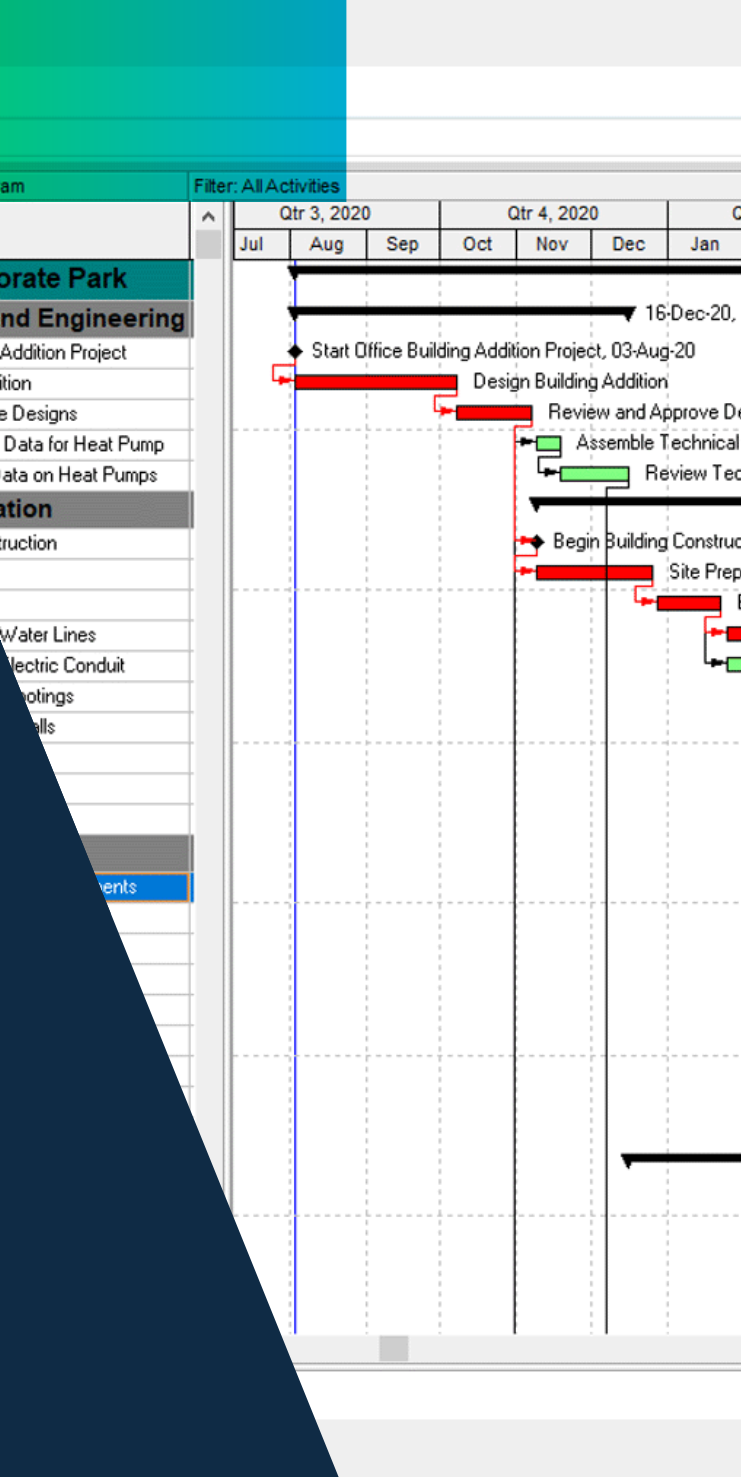 am Filter: All Activities
Qtr 3, 2020 Qtr 4, 2020 Q
Jul Aug Sep Oct Nov Dec Jan
orate Park
nd Engineering 16-Dec-20,
Addition Project Start Office Building Addition Project, 03-Aug-20
ition Design Building Addition
e Designs Review and Approve De
Data for Heat Pump Assemble Technical
ata on Heat Pumps Review Tec
ation
truction Begin Building Construc
Site Prep
E
Water Lines
lectric Conduit
ootings
alls
ents